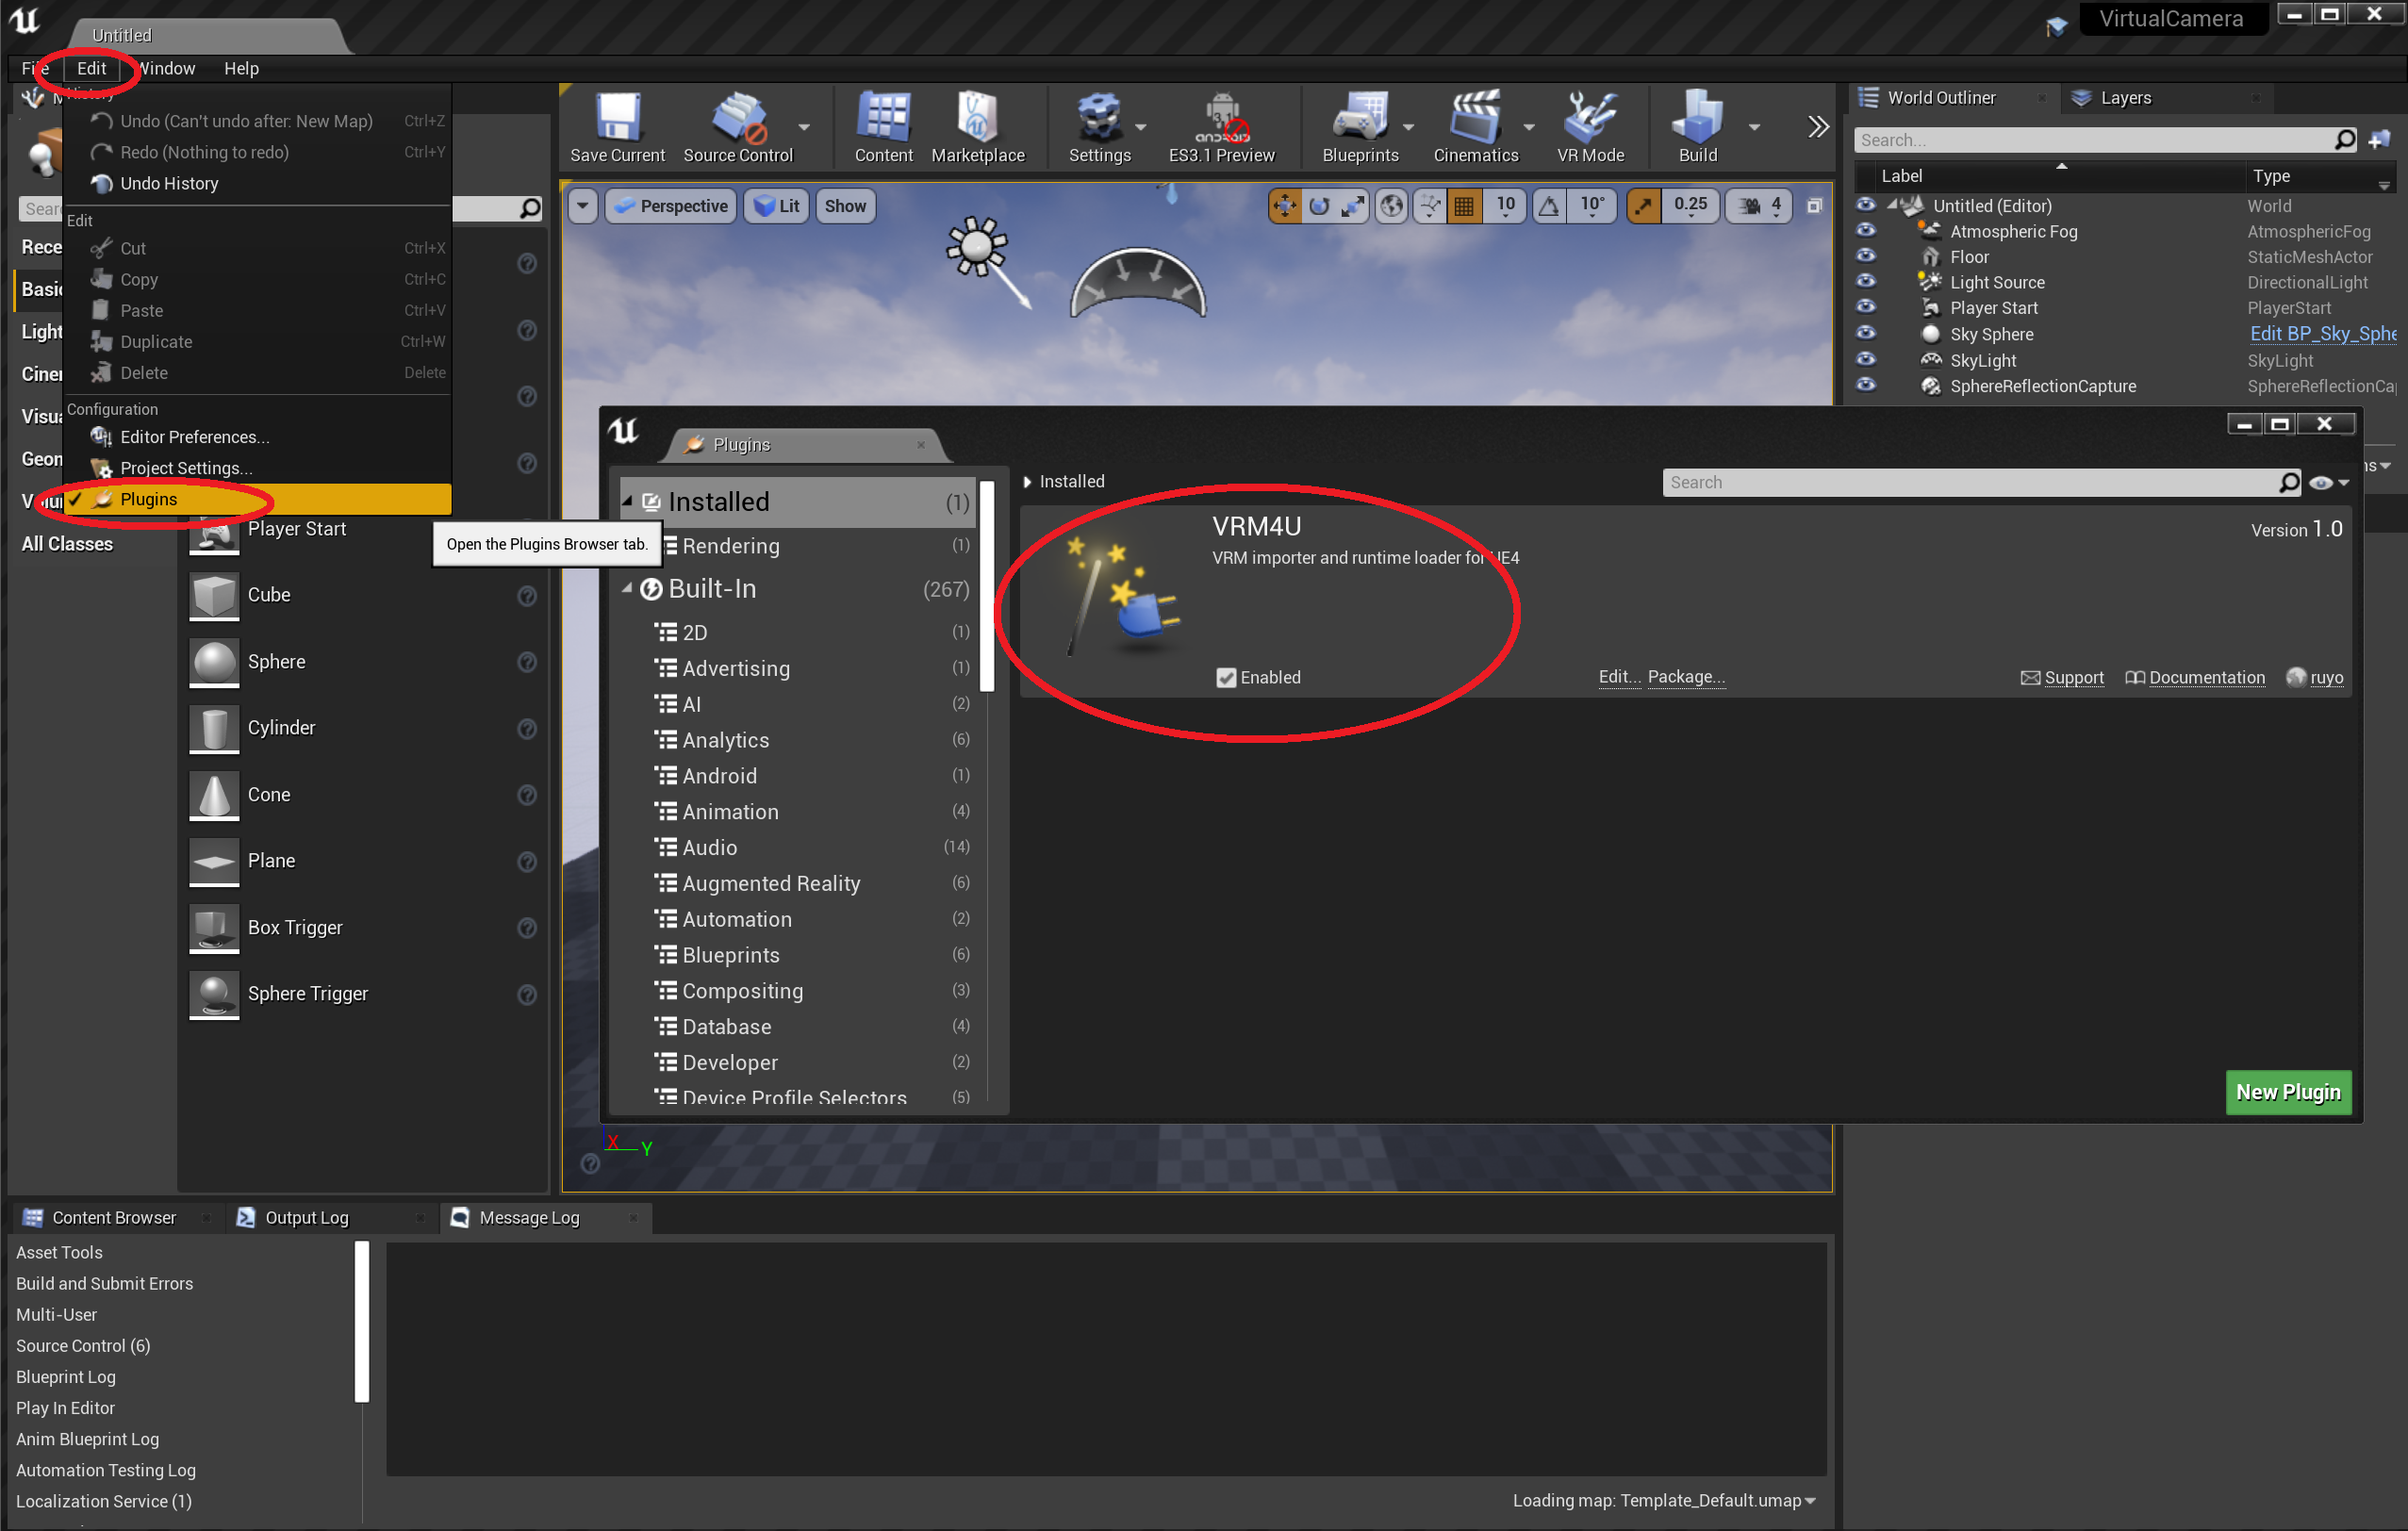 Untitled
VirtualCamera
File Edit Window Help
History
Undo (Can't undo after: New Map) Ctrl+Z
Redo (Nothing to redo) Ctrl+Y
Undo History
Edit
Cut Ctrl+X
Copy Ctrl+C
Paste Ctrl+V
Duplicate Ctrl+W
Delete Delete
Configuration
Editor Preferences...
Project Settings...
Plugins
Open the Plugins Browser tab.
Sear
Rece
Basic
Light
Ciner
Visua
Geon
Volu
All Classes
Player Start
Cube
Sphere
Cylinder
Cone
Plane
Box Trigger
Sphere Trigger
Save Current Source Control Content Marketplace Settings ES3.1 Preview Blueprints Cinematics VR Mode Build
3.1
ANDROID
Perspective Lit Show 10 10° 0.25 4
World Outliner Layers
Search...
Label Type
Untitled (Editor) World
Atmospheric Fog AtmosphericFog
Floor StaticMeshActor
Light Source DirectionalLight
Player Start PlayerStart
Sky Sphere Edit BP_Sky_Sphe
SkyLight SkyLight
SphereReflectionCapture SphereReflectionCap
Plugins
Installed (1)
Rendering (1)
Built-In (267)
2D (1)
Advertising (1)
AI (2)
Analytics (6)
Android (1)
Animation (4)
Audio (14)
Augmented Reality (6)
Automation (2)
Blueprints (6)
Compositing (3)
Database (4)
Developer (2)
Device Profile Selectors (5)
Installed
Search
VRM4U
Version 1.0
VRM importer and runtime loader for UE4
Enabled Edit... Package... Support Documentation ruyo
New Plugin
X Y
Content Browser Output Log Message Log
Asset Tools
Build and Submit Errors
Multi-User
Source Control (6)
Blueprint Log
Play In Editor
Anim Blueprint Log
Automation Testing Log
Localization Service (1)
Loading map: Template_Default.umap